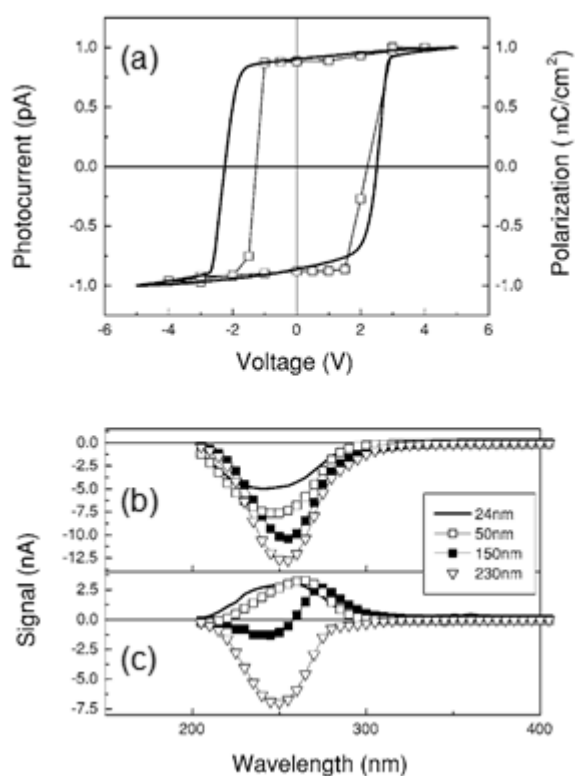 (a)
1.0
0.5
0.0
-0.5
-1.0
Photocurrent (pA)
1.0
0.5
0.0
-0.5
-1.0
Polarization ( πC/cm²)
-6 -4 -2 0 2 4 6
Voltage (V)
(b)
0.0
-2.5
-5.0
-7.5
-10.0
-12.5
24nm
50nm
150nm
230nm
(c)
2.5
0.0
-2.5
-5.0
-7.5
Signal (nA)
200 300 400
Wavelength (nm)